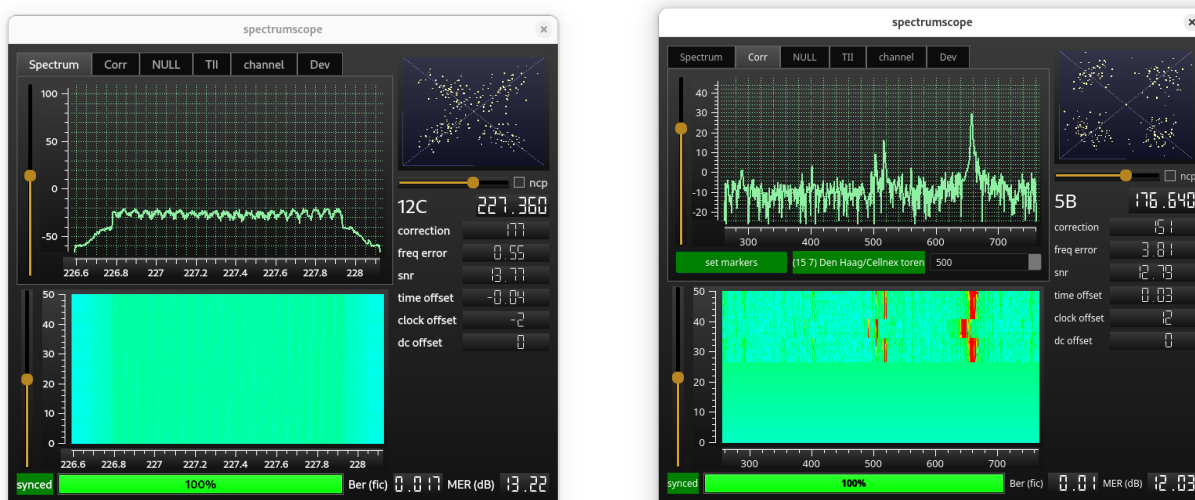 spectrumscope
Spectrum Corr NULL TII channel Dev
100
50
0
-50
226.6 226.8 227 227.2 227.4 227.6 227.8 228
ncp
12C 227.360
correction 177
freq error 0.55
snr 13.77
time offset -0.04
clock offset -2
dc offset 0
50
40
30
20
10
0
226.6 226.8 227 227.2 227.4 227.6 227.8 228
synced 100% Ber (fic) 0.017 MER (dB) 13.22
spectrumscope
Spectrum Corr NULL TII channel Dev
40
30
20
10
0
-10
-20
300 400 500 600 700
set markers (15 7) Den Haag/Cellnex toren 500
ncp
5B 176.640
correction 151
freq error 3.81
snr 12.79
time offset 0.03
clock offset 12
dc offset 0
50
40
30
20
10
0
300 400 500 600 700
synced 100% Ber (fic) 0.01 MER (dB) 12.03